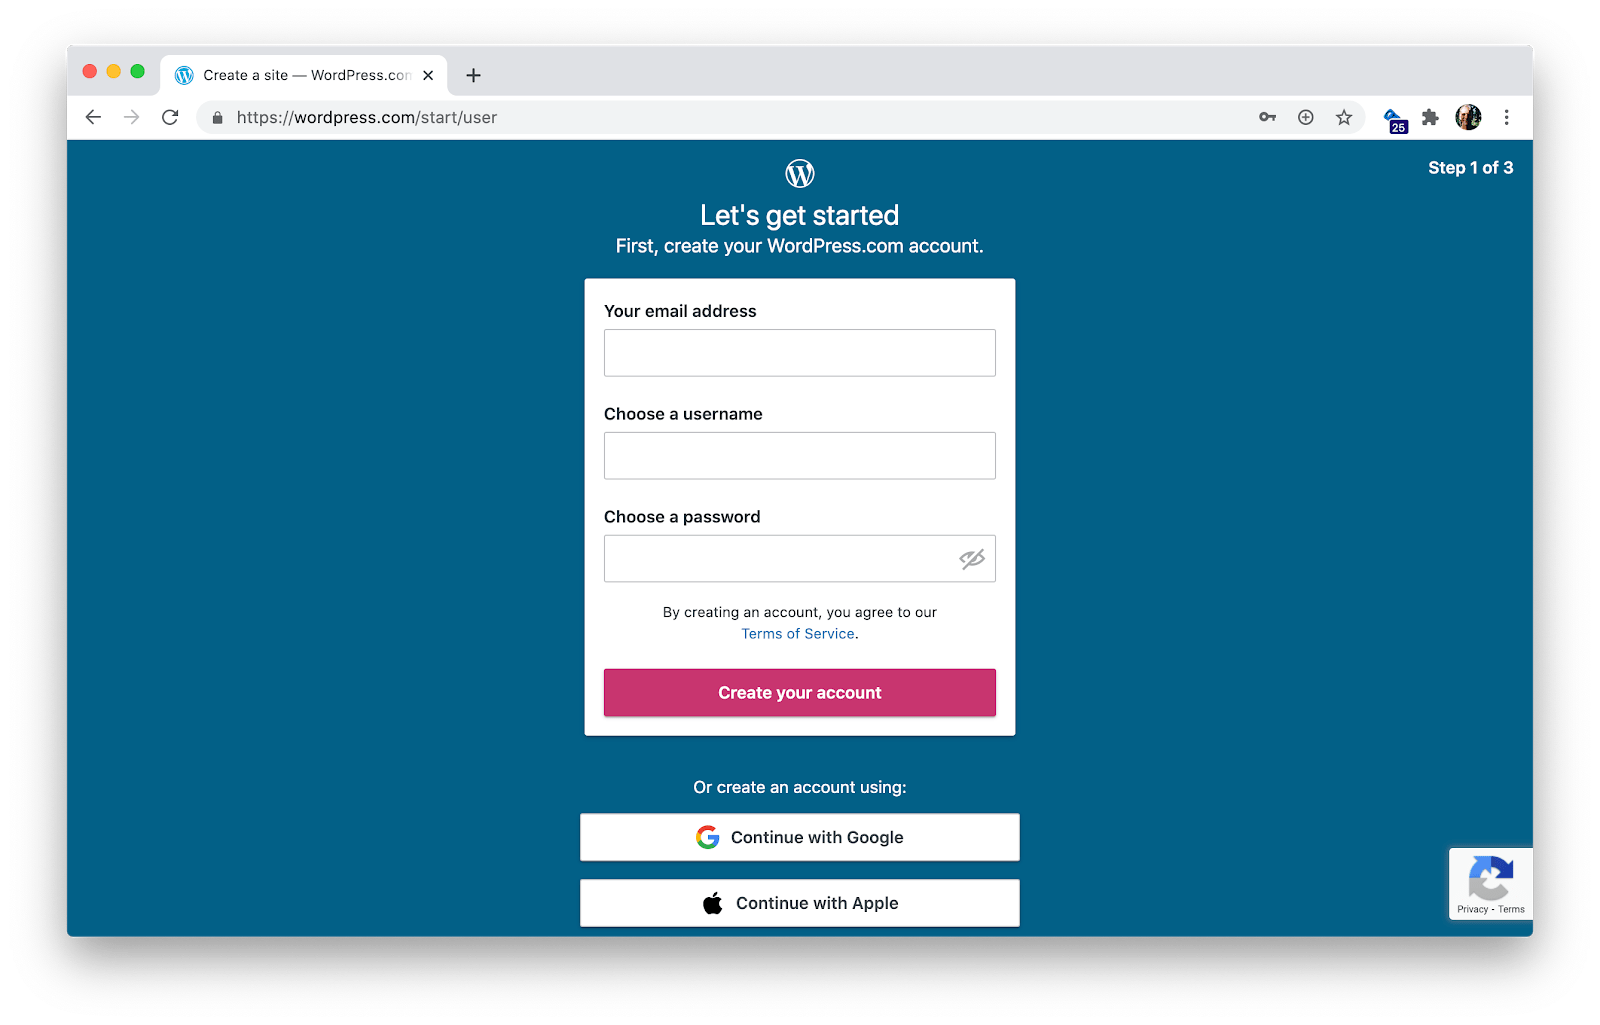 Create a site — WordPress.com
https://wordpress.com/start/user
25
Step 1 of 3
Let's get started
First, create your WordPress.com account.
Your email address
Choose a username
Choose a password
By creating an account, you agree to our
Terms of Service.
Create your account
Or create an account using:
Continue with Google
Continue with Apple
Privacy - Terms